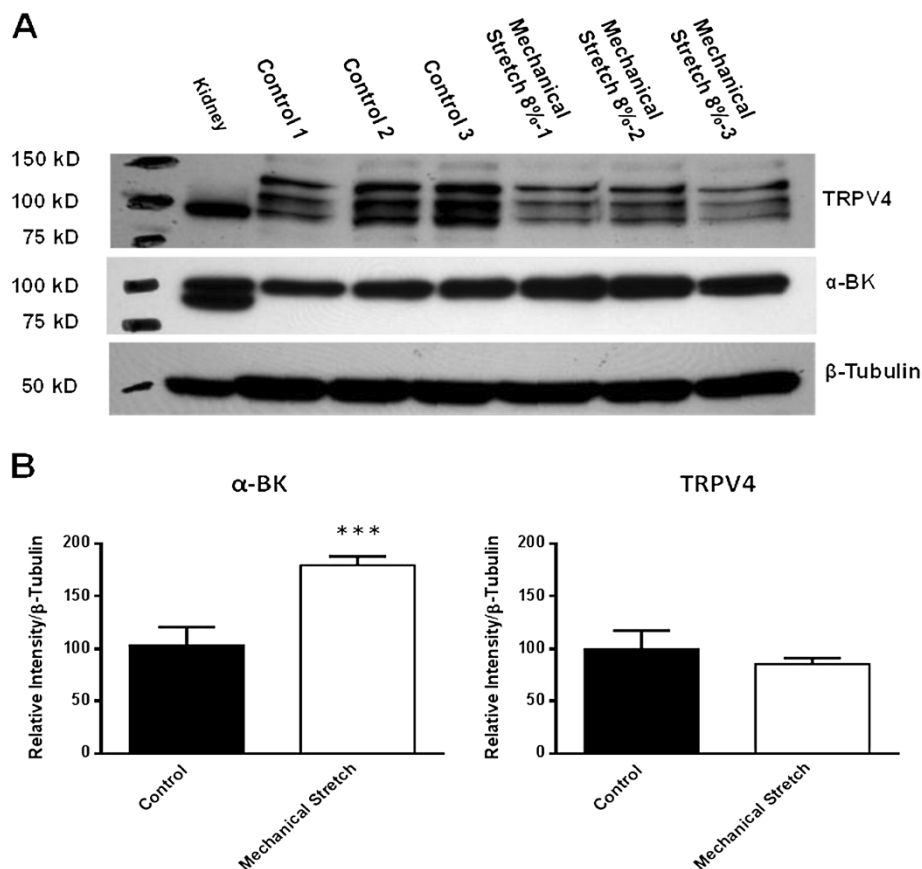 A
Kidney
Control 1
Control 2
Control 3
Mechanical
Stretch 8%-1
Mechanical
Stretch 8%-2
Mechanical
Stretch 8%-3
150 kD
100 kD
75 kD
TRPV4
100 kD
75 kD
α-BK
50 kD
β-Tubulin
B
α-BK
Relative Intensity/β-Tubulin
200
150
100
50
0
***
Control
Mechanical Stretch
TRPV4
Relative Intensity/β-Tubulin
200
150
100
50
0
Control
Mechanical Stretch